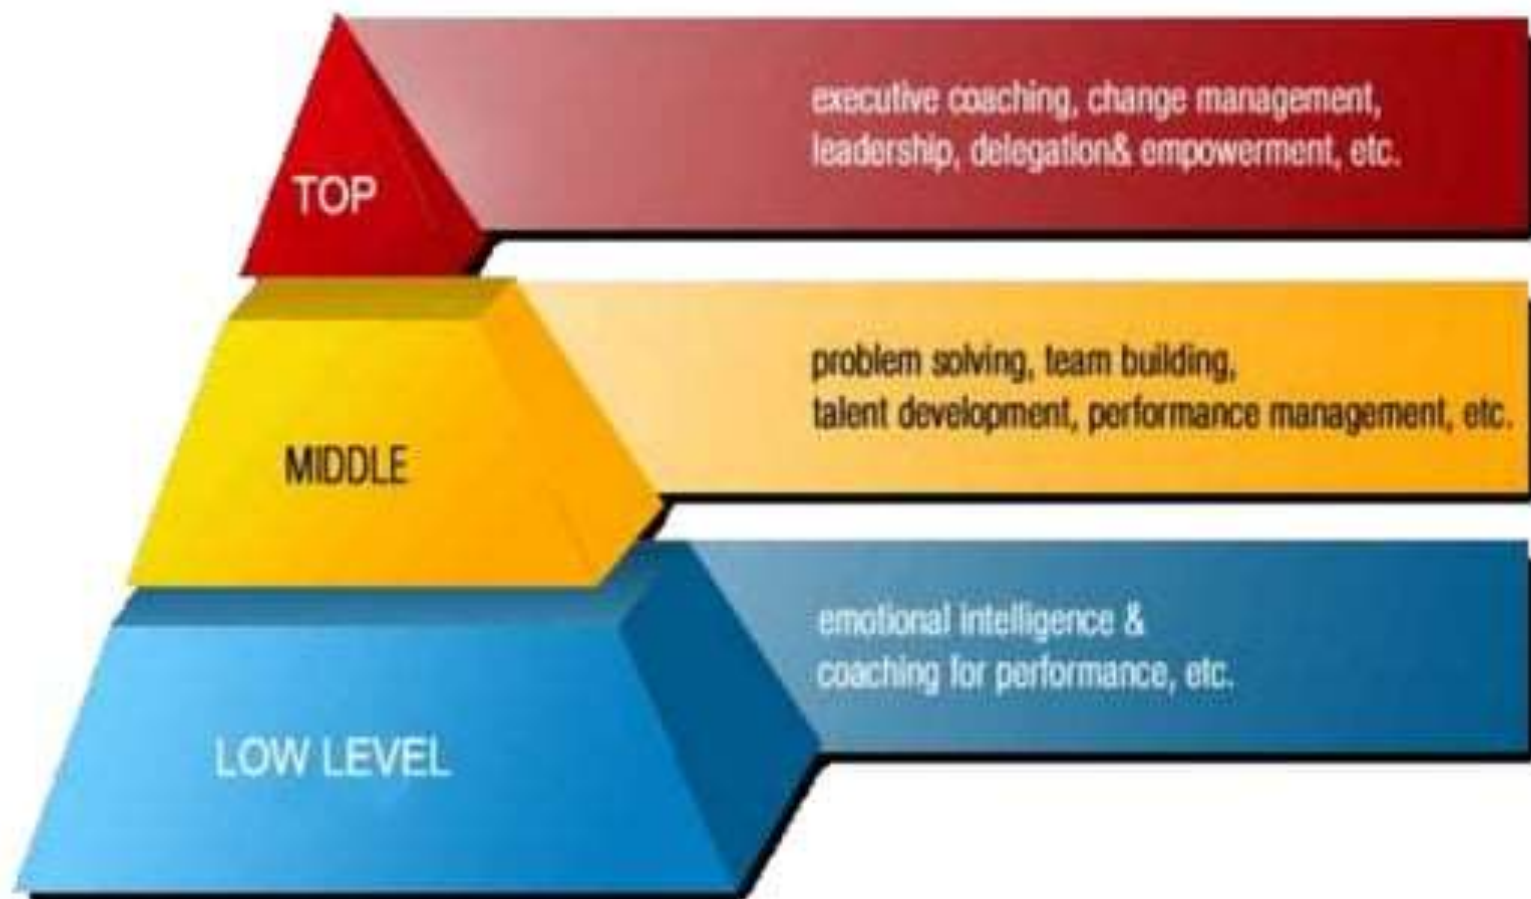 TOP
executive coaching, change management,
leadership, delegation& empowerment, etc.
MIDDLE
problem solving, team building,
talent development, performance management, etc.
LOW LEVEL
emotional intelligence &
coaching for performance, etc.